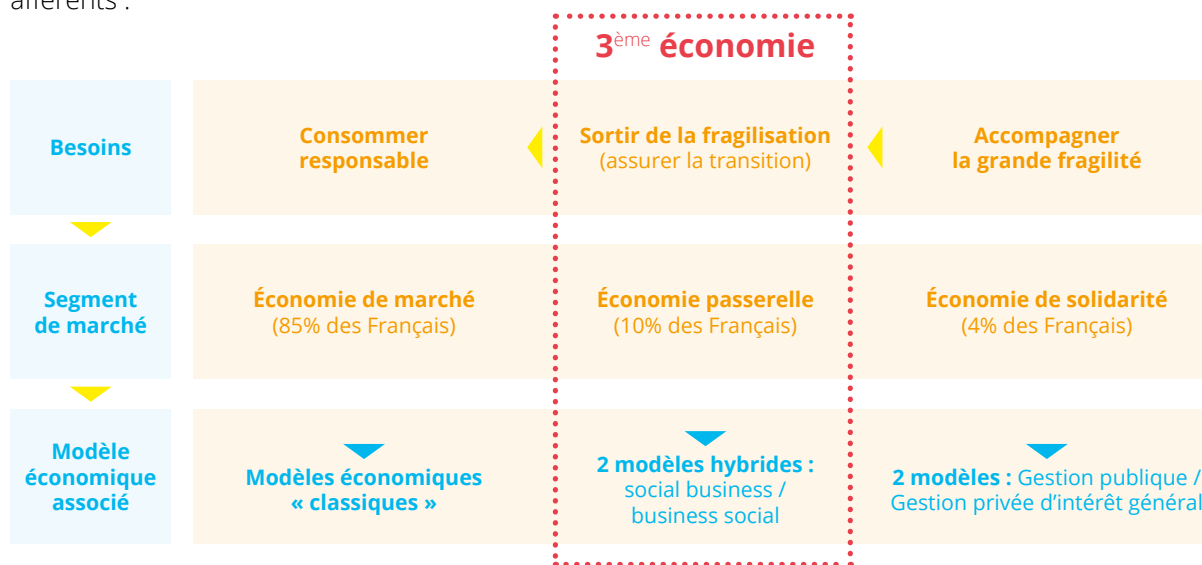 afférents :
3ème économie
Besoins
Consommer
responsable
Sortir de la fragilisation
(assurer la transition)
Accompagner
la grande fragilité
Segment
de marché
Économie de marché
(85% des Français)
Économie passerelle
(10% des Français)
Économie de solidarité
(4% des Français)
Modèle
économique
associé
Modèles économiques
« classiques »
2 modèles hybrides :
social business /
business social
2 modèles : Gestion publique /
Gestion privée d’intérêt général